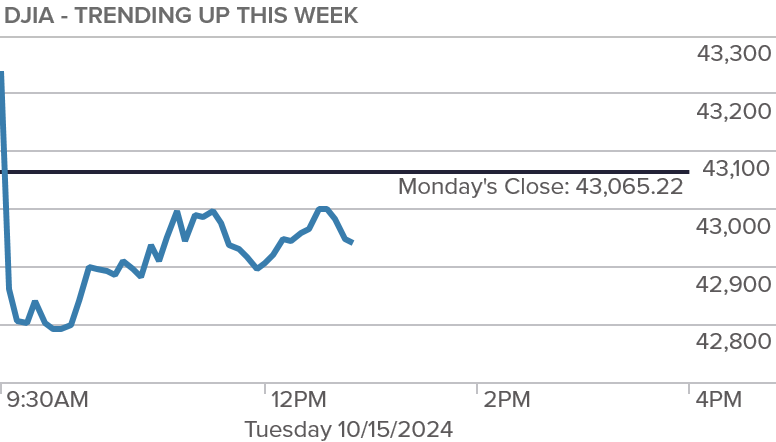 DJIA - TRENDING UP THIS WEEK
43,300
43,200
43,100
Monday's Close: 43,065.22
43,000
42,900
42,800
9:30AM 12PM 2PM 4PM
Tuesday 10/15/2024